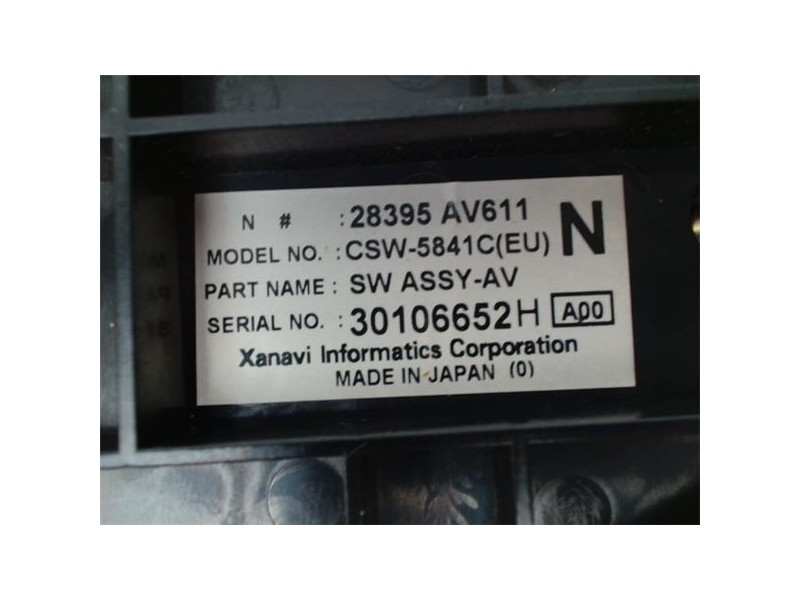 N # : 28395 AV611 N
MODEL NO. : CSW-5841C(EU)
PART NAME : SW ASSY-AV
SERIAL NO. : 30106652H A00
Xanavi Informatics Corporation
MADE IN JAPAN (0)